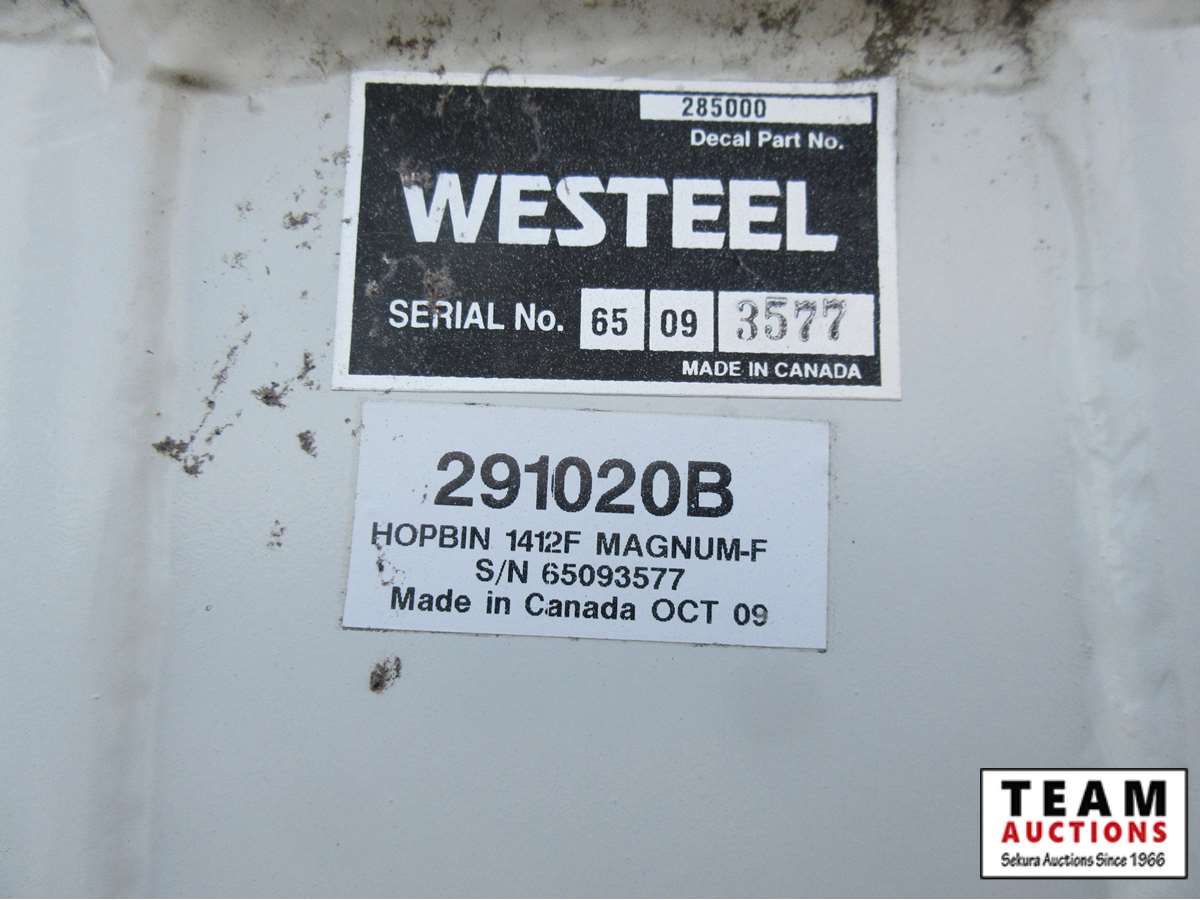 285000
Decal Part No.
WESTEEL
SERIAL No. 65 09 3577
MADE IN CANADA
291020B
HOPBIN 1412F MAGNUM-F
S/N 65093577
Made in Canada OCT 09
TEAM
AUCTIONS
Sekura Auctions Since 1966